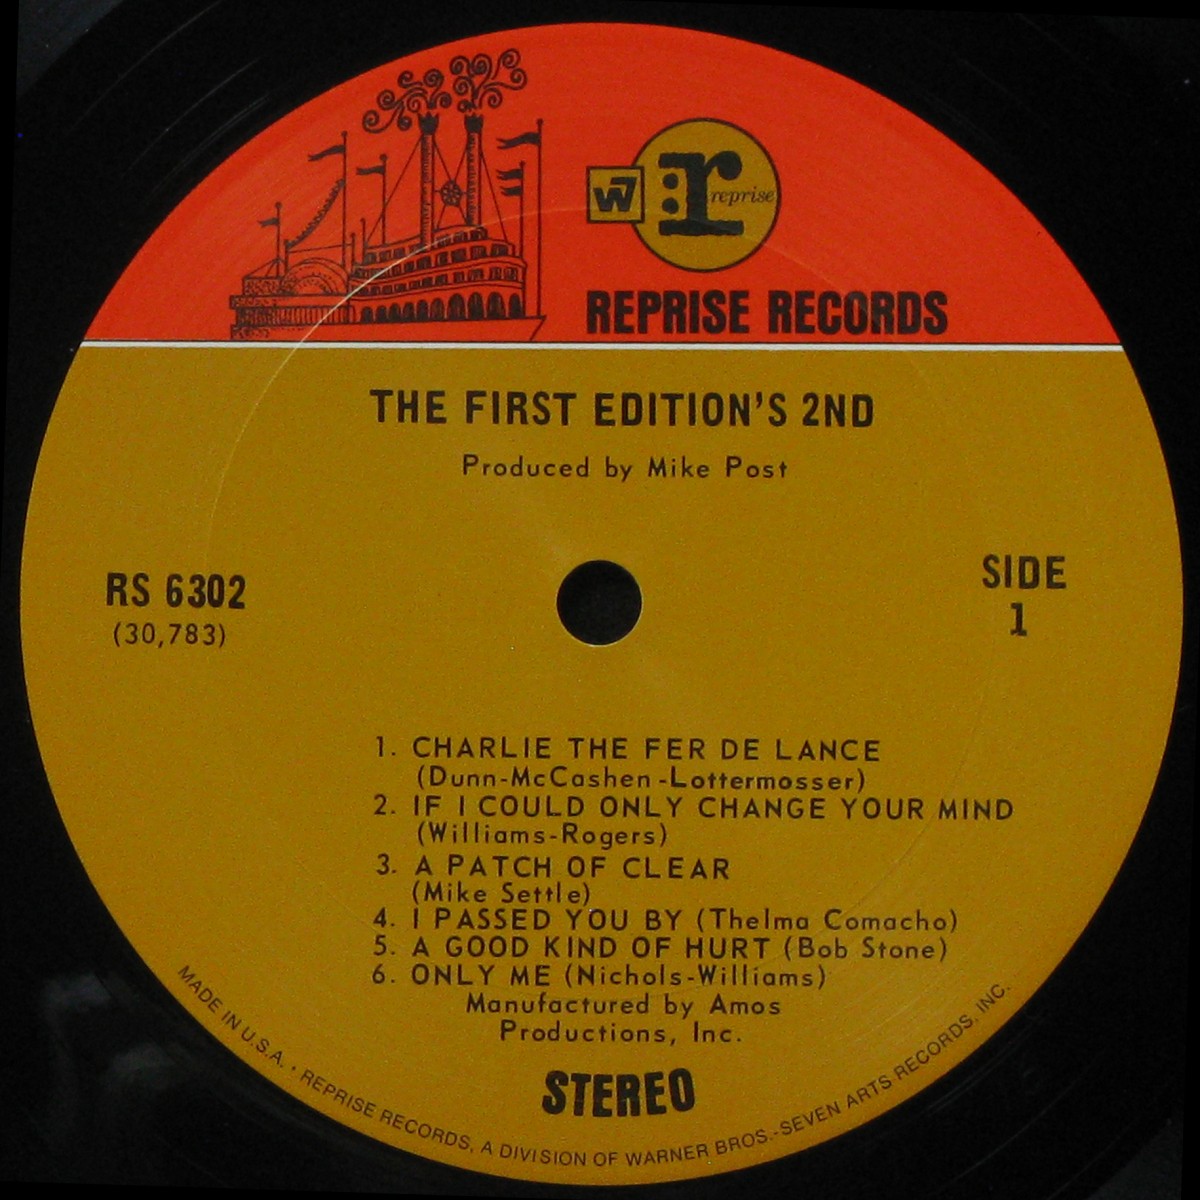 W7
r reprise
REPRISE RECORDS
THE FIRST EDITION'S 2ND
Produced by Mike Post
RS 6302
(30,783)
SIDE
1
1. CHARLIE THE FER DE LANCE
(Dunn-McCashen-Lottermosser)
2. IF I COULD ONLY CHANGE YOUR MIND
(Williams-Rogers)
3. A PATCH OF CLEAR
(Mike Settle)
4. I PASSED YOU BY (Thelma Comacho)
5. A GOOD KIND OF HURT (Bob Stone)
6. ONLY ME (Nichols-Williams)
Manufactured by Amos
Productions, Inc.
STEREO
MADE IN U.S.A. · REPRISE RECORDS, A DIVISION OF WARNER BROS.-SEVEN ARTS RECORDS, INC.